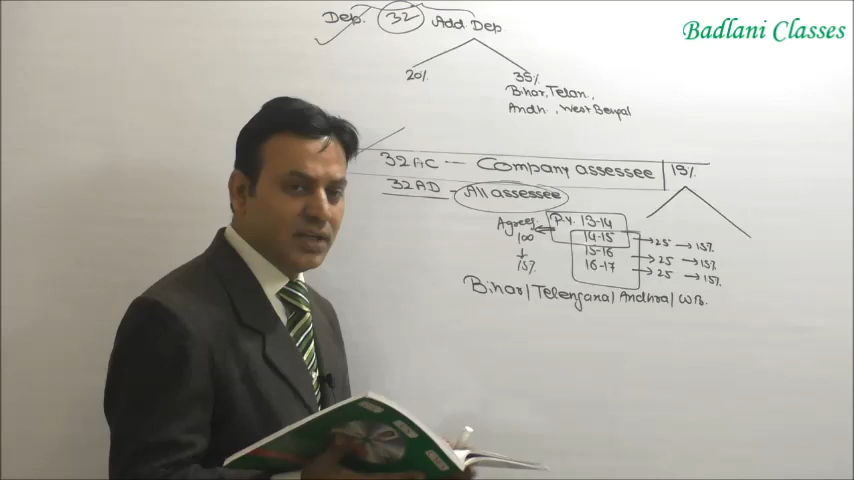 Badlani Classes
Dep. 32 Add Dep
20% 35%
Bihar, Telan.,
Andh., West Bengal
32AC — Company assessee 15%
32AD - All assessee
P.Y. 13-14
100 14-15 → 25 → 15%
15% 15-16 → 25 → 15%
16-17 → 25 → 15%
Bihar/Telengana/Andhra/W.B.